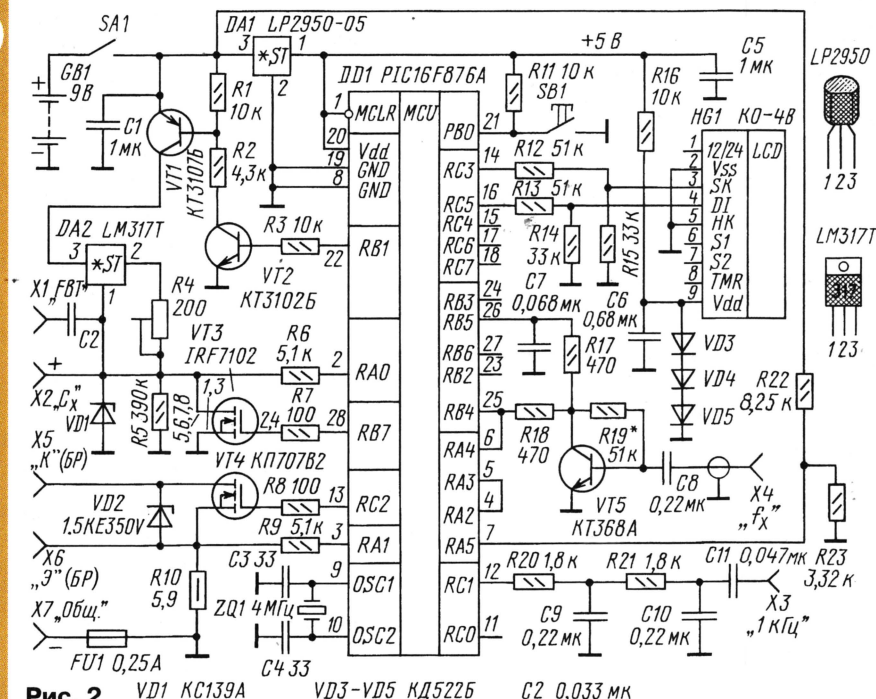 SA1
DA1 LP2950-05
3
*ST
1
2
+5 В
GB1
9В
+
−
C1
1 мк
R1
10 к
R2
4,3 к
VT1
КТ3107Б
DD1 PIC16F876A
R11 10 к
SB1
R16
10 к
C5
1 мк
LP2950
1 2 3
HG1 КО-4В
LCD
1 12/24
2 Vss
3 SK
4 DI
5 HK
6 S1
7 S2
8 TMR
9 Vdd
MCU
1 MCLR
20 Vdd
19 GND
8 GND
22 RB1
2 RA0
28 RB7
13 RC2
3 RA1
9 OSC1
10 OSC2
PB0 21
RC3 14
RC5 16
RC4 15
RC6 17
RC7 18
RB3 24
RB5 26
RB6 27
RB2 23
RB4 25
RA4 6
RA3 5
RA2 4
RA5 7
RC1 12
RC0 11
R12 51 к
R13 51 к
R14
33 к
R15 33 к
C7
0,068 мк
C6
0,68 мк
LM317T
317
1 2 3
DA2 LM317T
3
*ST
2
1
R3 10 к
VT2
КТ3102Б
R4
200
X1 „FBT"
C2
VT3
IRF7102
1,3
5,6,7,8
2,4
R6
5,1 к
R7
100
+
X2 „Cx"
VD1
R5 390 к
X5
„К" (БР)
VT4 КП707В2
R8 100
VD2
1.5KE350V
R9 5,1 к
X6
„Э" (БР)
R10
5,9
C3 33
ZQ1 4 МГц
C4 33
X7 „Общ."
−
FU1 0,25А
R17
470
R18
470
R19*
51 к
VT5
КТ368А
C8
0,22 мк
X4
„fx"
VD3
VD4
VD5
R22
8,25 к
R23
3,32 к
R20 1,8 к
R21 1,8 к
C11 0,047мк
C9
0,22 мк
C10
0,22 мк
X3
„1 кГц"
Рис. 2
VD1 КС139А
VD3-VD5 КД522Б
C2 0,033 мк